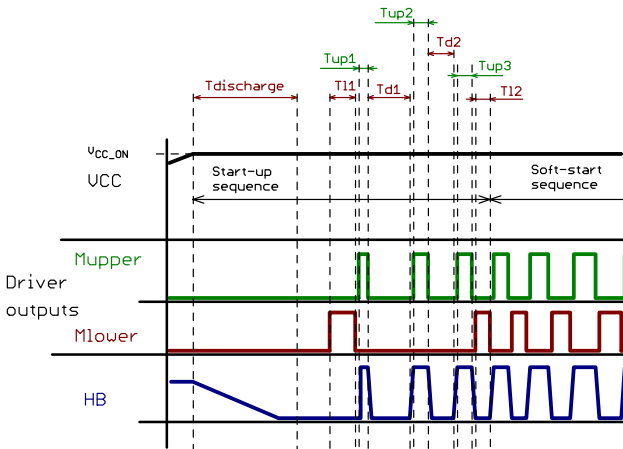 Tup2
Td2
Tup1
Tup3
Tdischarge
Tl1
Td1
Tl2
VCC_ON
VCC
Start-up
sequence
Soft-start
sequence
Mupper
Driver
outputs
Mlower
HB